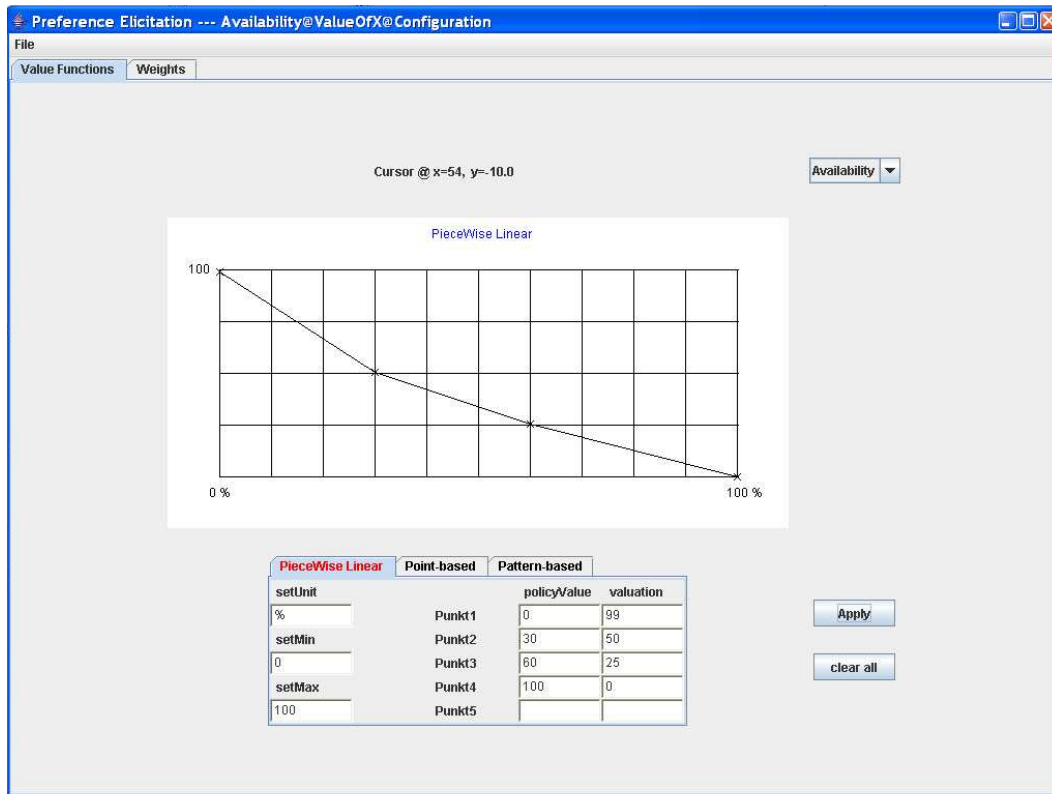 Preference Elicitation --- Availability@ValueOfX@Configuration
File
Value Functions Weights
Cursor @ x=54, y=-10.0 Availability
PieceWise Linear
100
0 % 100 %
PieceWise Linear Point-based Pattern-based
setUnit policyValue valuation
% Punkt1 0 99 Apply
setMin Punkt2 30 50
0 Punkt3 60 25 clear all
setMax Punkt4 100 0
100 Punkt5